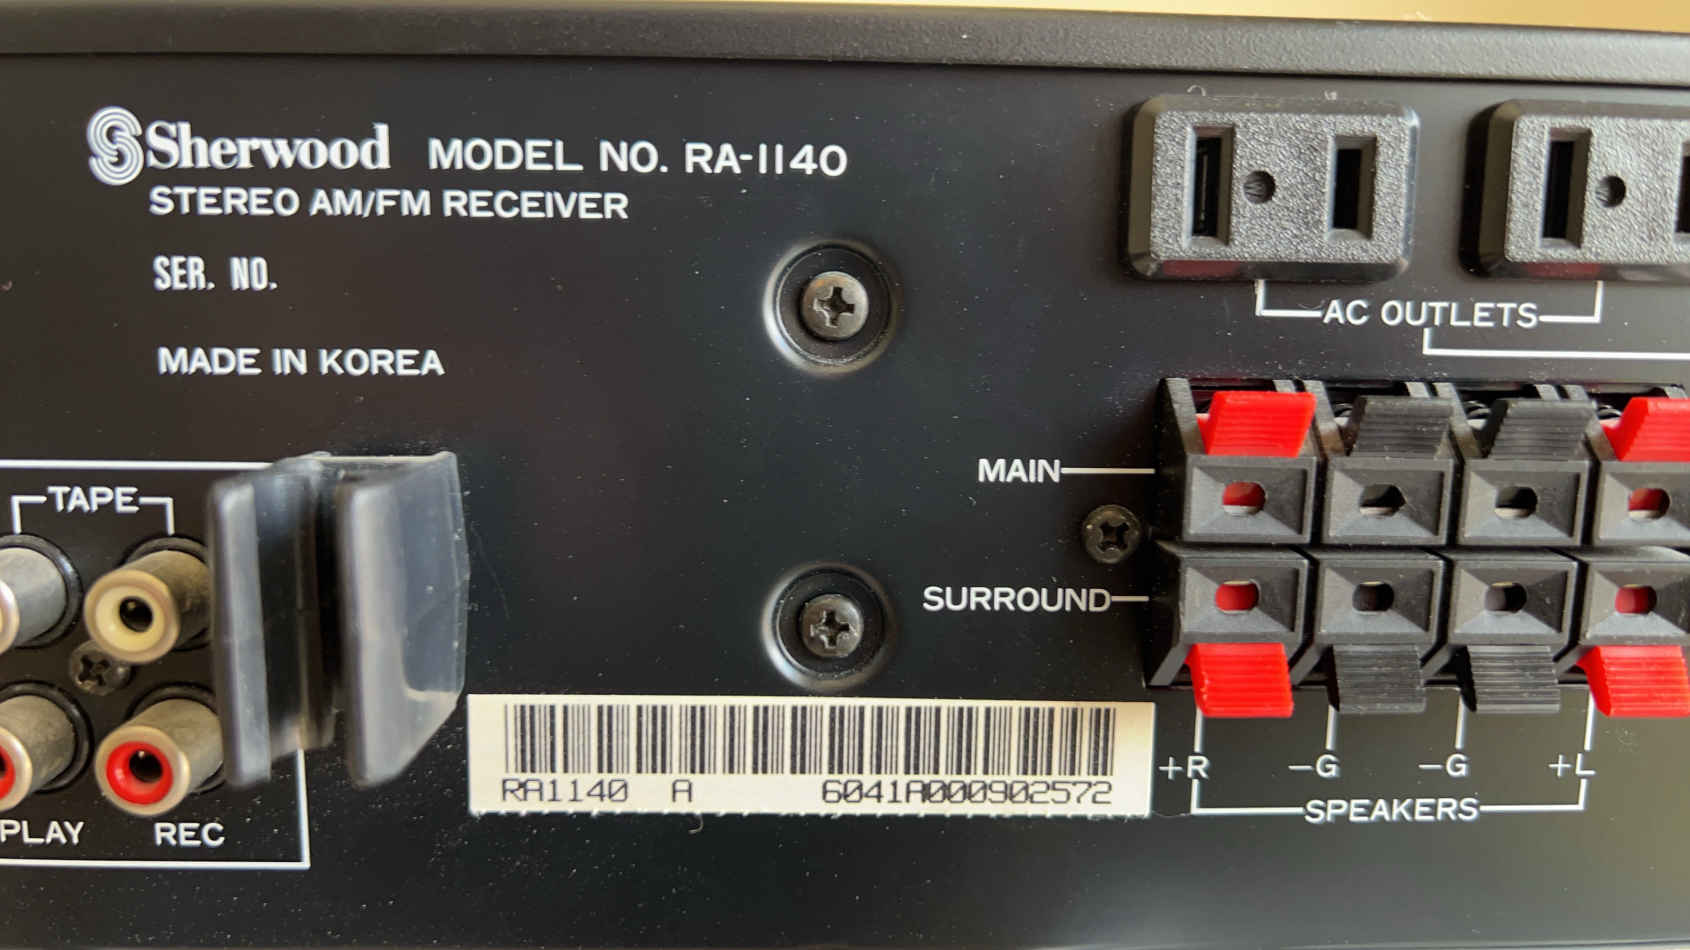 Sherwood MODEL NO. RA-1140
STEREO AM/FM RECEIVER
SER. NO.
MADE IN KOREA
AC OUTLETS
TAPE
MAIN
SURROUND
PLAY REC
RA1140 A 6041A000902572
+R -G -G +L
SPEAKERS